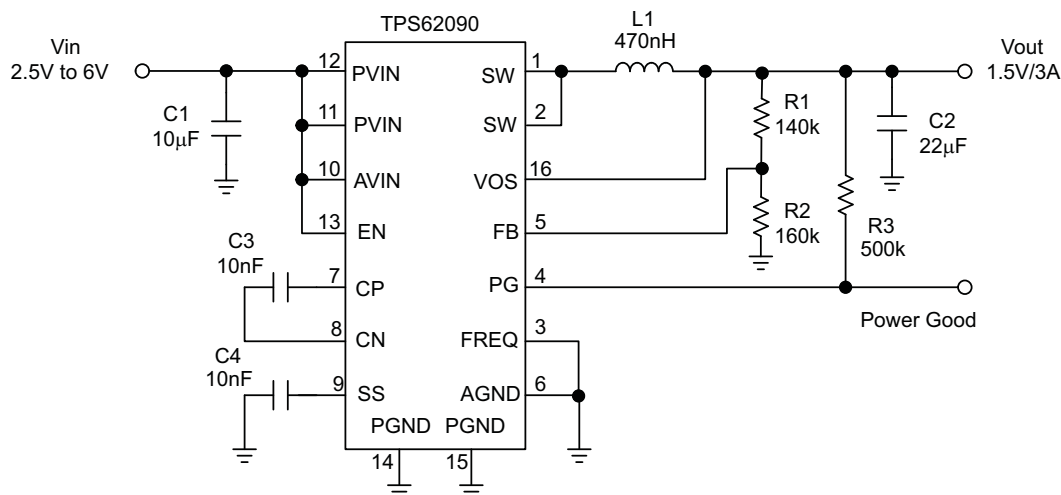 TPS62090
Vin
2.5V to 6V
C1
10μF
12
PVIN
11
PVIN
10
AVIN
13
EN
C3
10nF
7
CP
8
CN
C4
10nF
9
SS
PGND
PGND
14
15
1
SW
2
SW
16
VOS
5
FB
4
PG
3
FREQ
6
AGND
L1
470nH
R1
140k
R2
160k
R3
500k
C2
22μF
Vout
1.5V/3A
Power Good